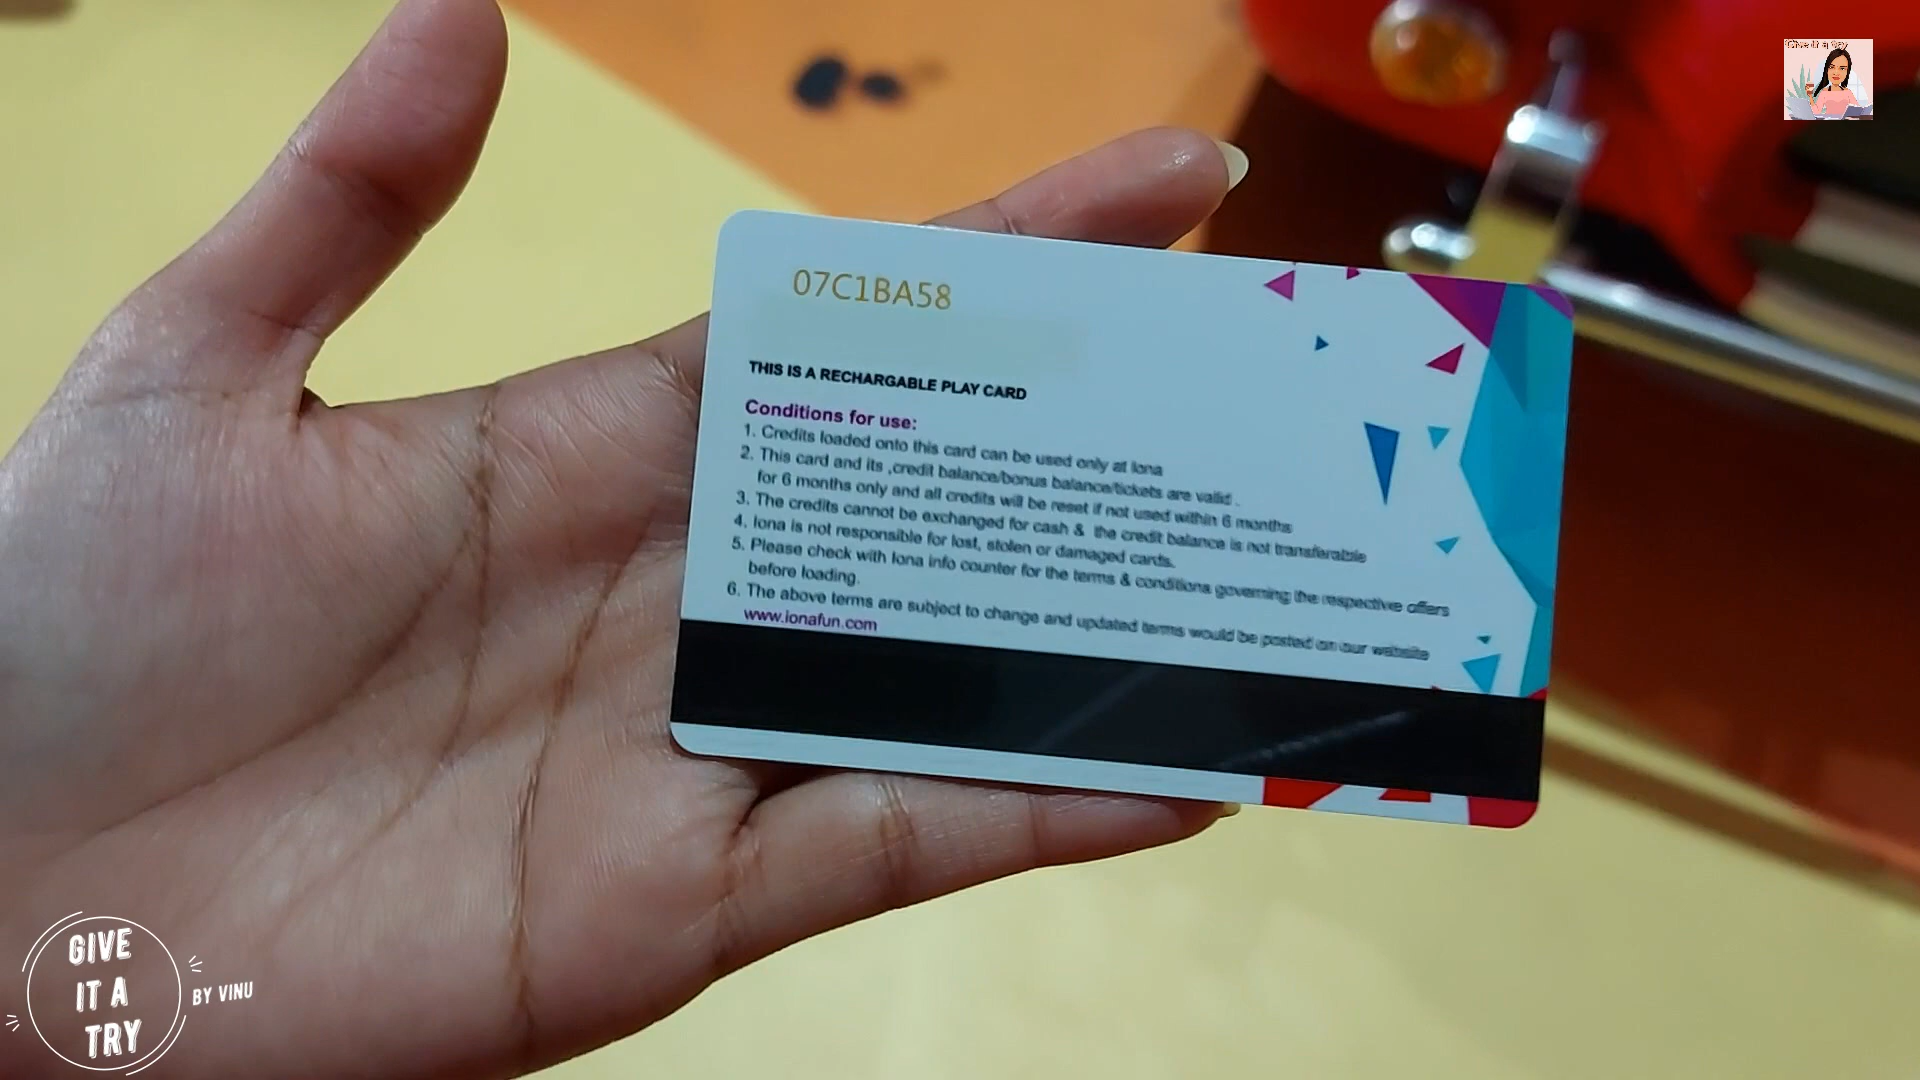 Give it a try
07C1BA58
THIS IS A RECHARGABLE PLAY CARD
Conditions for use:
1. Credits loaded onto this card can be used only at Iona
2. This card and its ,credit balance/bonus balance/tickets are valid .
for 6 months only and all credits will be reset if not used within 6 months
3. The credits cannot be exchanged for cash & the credit balance is not transferable
4. Iona is not responsible for lost, stolen or damaged cards.
5. Please check with Iona info counter for the terms & conditions governing the respective offers
before loading.
6. The above terms are subject to change and updated terms would be posted on our website
www.ionafun.com
GIVE
IT A
TRY
BY VINU